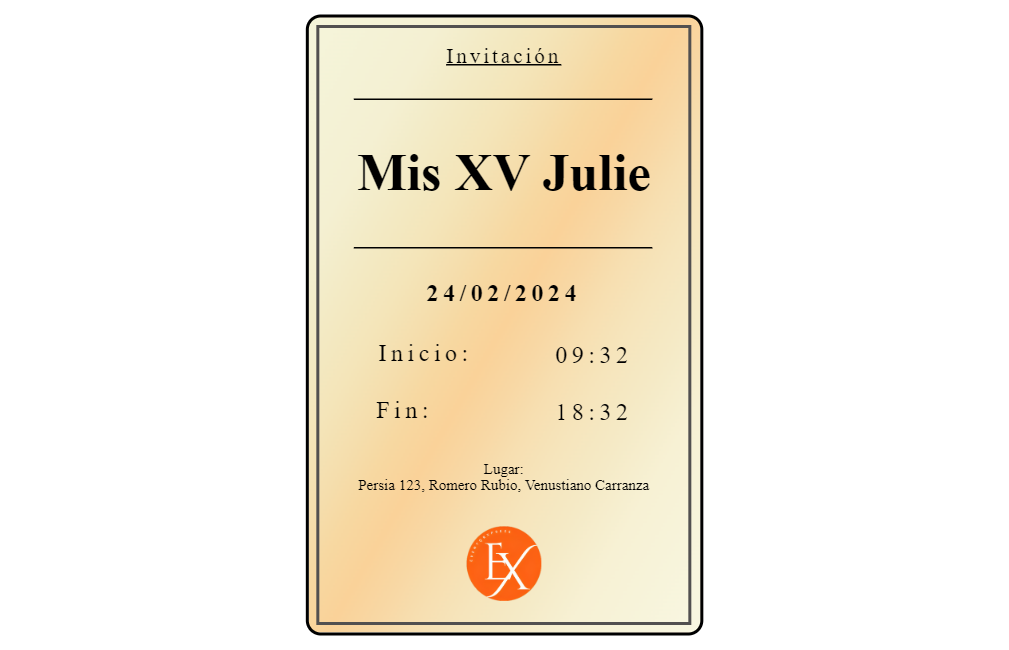 Invitación
Mis XV Julie
24/02/2024
Inicio: 09:32
Fin: 18:32
Lugar:
Persia 123, Romero Rubio, Venustiano Carranza
EX